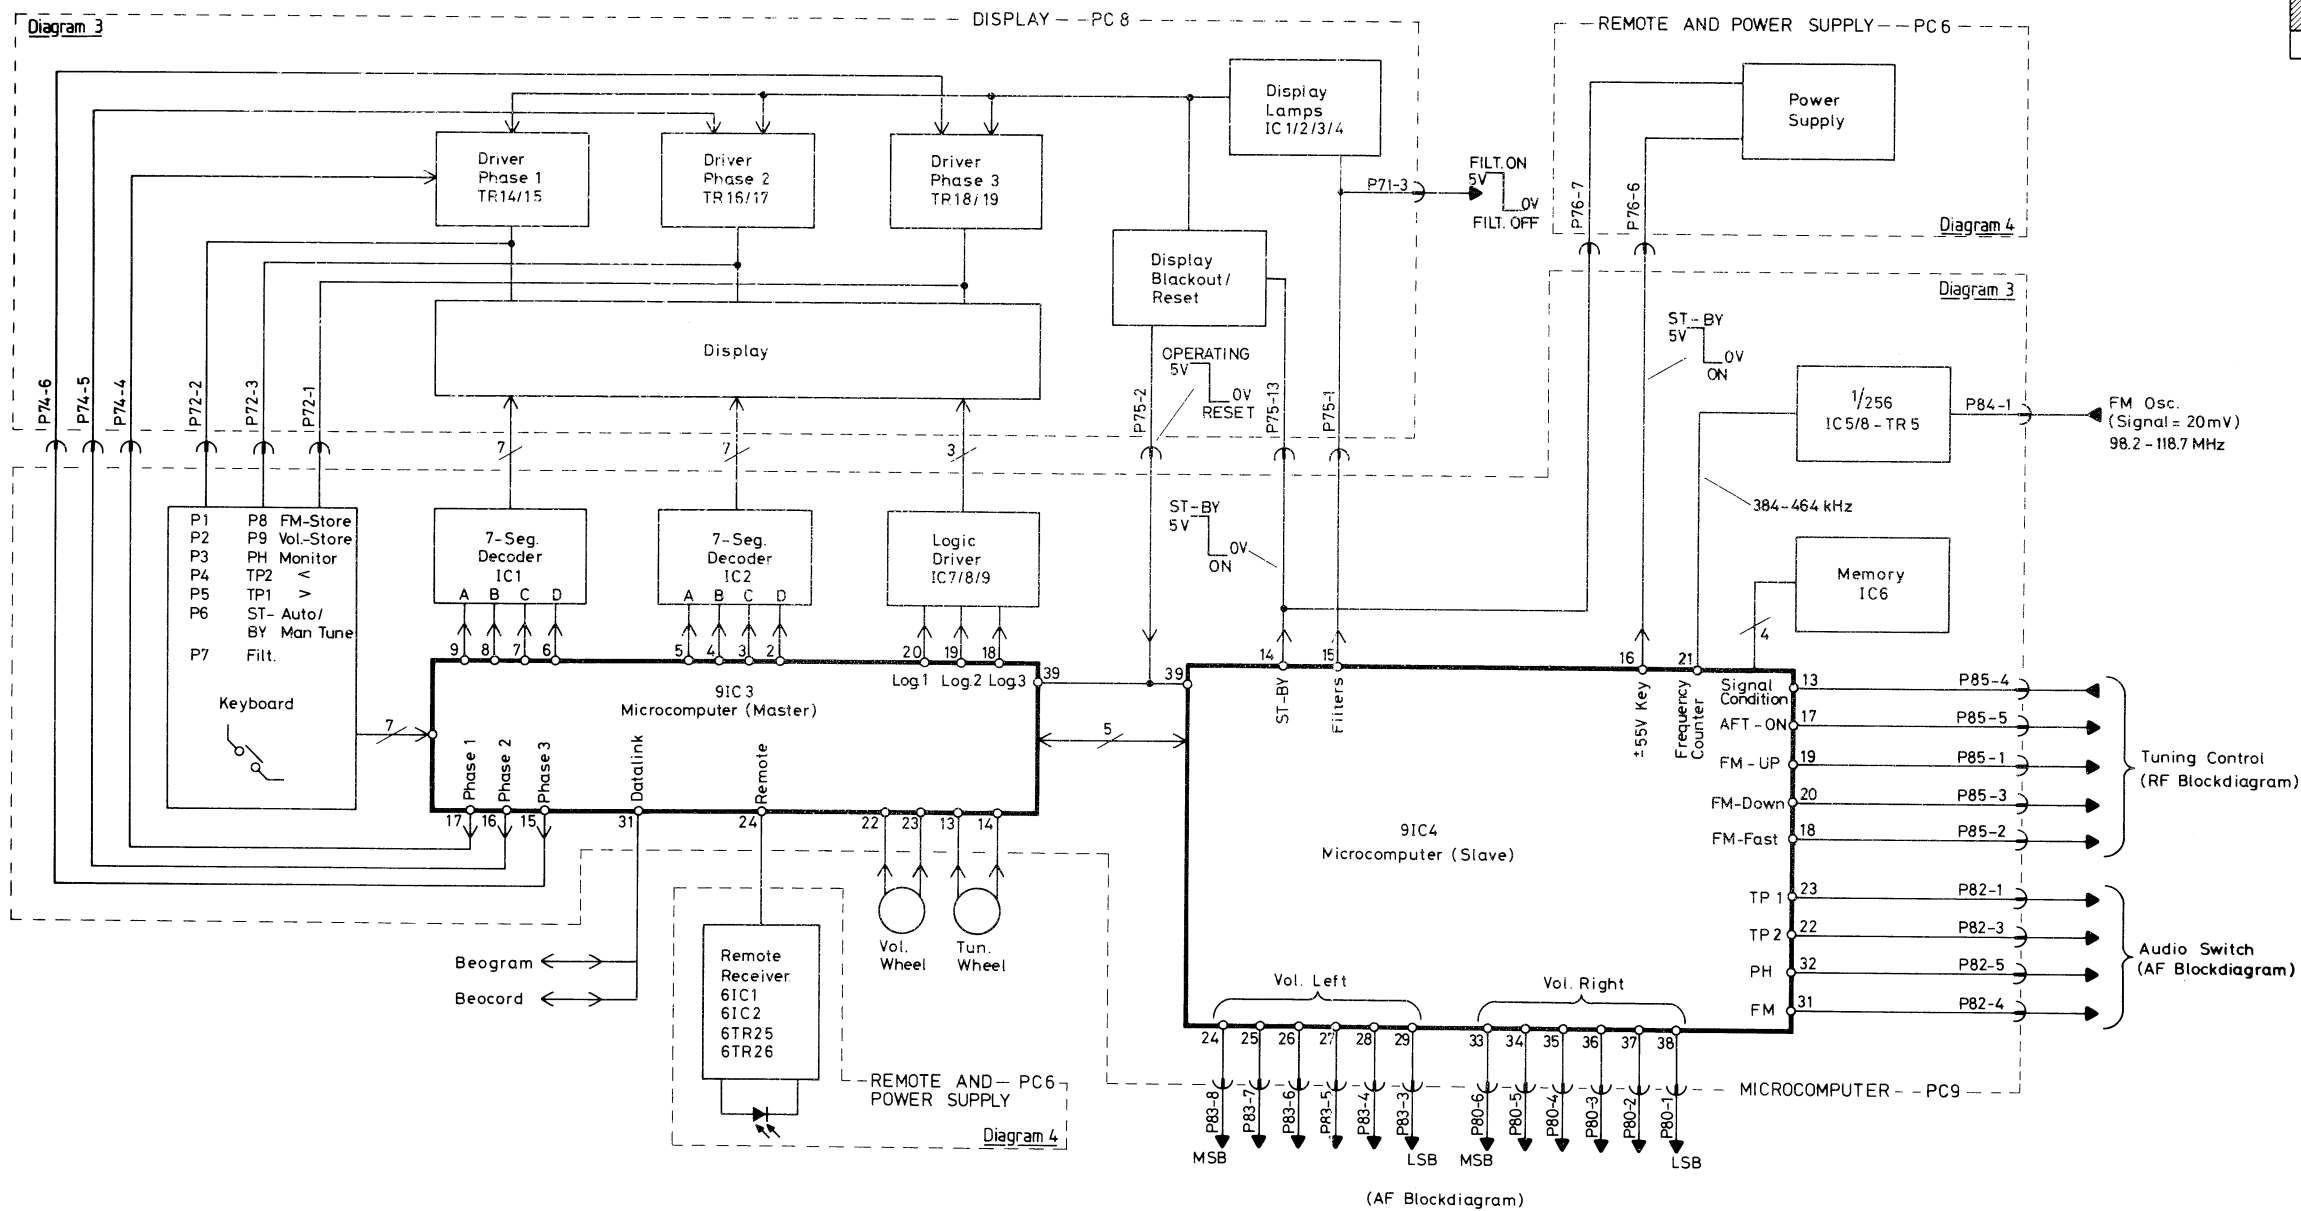 Diagram 3
DISPLAY - - PC 8
REMOTE AND POWER SUPPLY - - PC 6
Display
Lamps
IC 1/2/3/4
Power
Supply
Driver
Phase 1
TR14/15
Driver
Phase 2
TR16/17
Driver
Phase 3
TR18/19
P71-3
FILT. ON
5V
0V
FILT. OFF
P76-7
P76-6
Diagram 4
Display
Blackout/
Reset
Diagram 3
Display
OPERATING
5V
0V
RESET
ST-BY
5V
0V
ON
P74-6
P74-5
P74-4
P72-2
P72-3
P72-1
P75-2
P75-13
P75-1
1/256
IC5/8 - TR 5
P84-1
FM Osc.
(Signal = 20mV)
98.2 - 118.7 MHz
7
7
3
384-464 kHz
ST-BY
5V
0V
ON
P1 P8 FM-Store
P2 P9 Vol.-Store
P3 PH Monitor
P4 TP2 <
P5 TP1 >
P6 ST- Auto/
BY Man Tune
P7 Filt.
Keyboard
7-Seg.
Decoder
IC1
A B C D
7-Seg.
Decoder
IC2
A B C D
Logic
Driver
IC7/8/9
Memory
IC6
4
9 8 7 6
5 4 3 2
20 19 18
Log.1 Log.2 Log.3
39
39
14
15
16
21
9IC3
Microcomputer (Master)
7
5
Phase 1
Phase 2
Phase 3
Datalink
Remote
17 16 15
31
24
22 23 13 14
ST-BY
Filters
±55V Key
Frequency
Counter
Signal
Condition
13
P85-4
AFT-ON
17
P85-5
FM-UP
19
P85-1
FM-Down
20
P85-3
FM-Fast
18
P85-2
Tuning Control
(RF Blockdiagram)
9IC4
Microcomputer (Slave)
TP 1
23
P82-1
TP 2
22
P82-3
PH
32
P82-5
FM
31
P82-4
Audio Switch
(AF Blockdiagram)
Vol.
Wheel
Tun.
Wheel
Beogram
Beocord
Remote
Receiver
6IC1
6IC2
6TR25
6TR26
REMOTE AND - PC6
POWER SUPPLY
Diagram 4
Vol. Left
Vol. Right
24 25 26 27 28 29
33 34 35 36 37 38
MICROCOMPUTER - - PC9
P83-8
P83-7
P83-6
P83-5
P83-4
P83-3
P80-6
P80-5
P80-4
P80-3
P80-2
P80-1
MSB
LSB
MSB
LSB
(AF Blockdiagram)